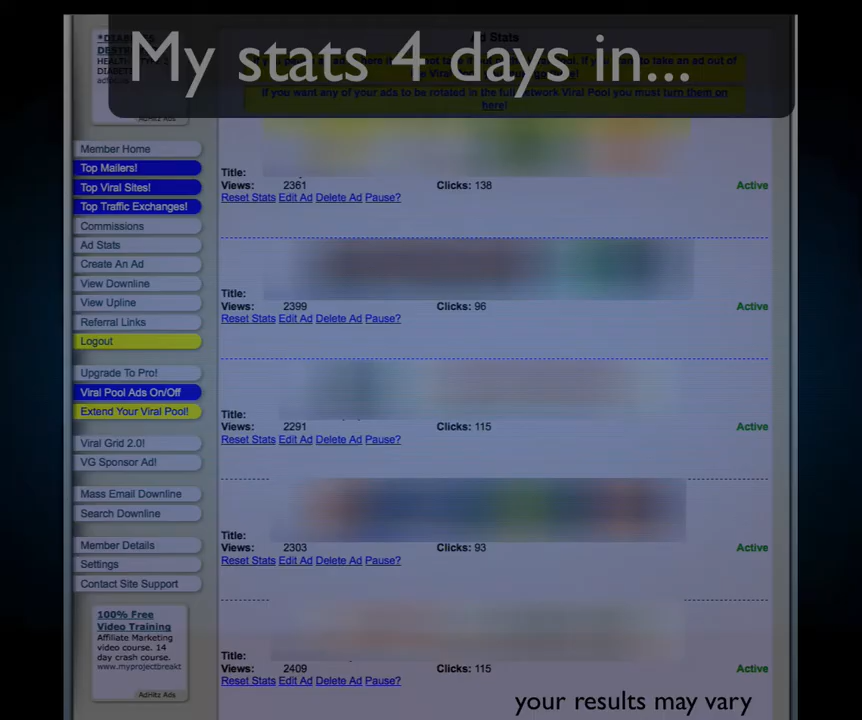 My stats 4 days in...
Ad Stats
If you want any of your ads to be rotated in the full network Viral Pool you must turn them on
here!
AdHitz Ads
Member Home
Top Mailers!
Top Viral Sites!
Top Traffic Exchanges!
Commissions
Ad Stats
Create An Ad
View Downline
View Upline
Referral Links
Logout
Upgrade To Pro!
Viral Pool Ads On/Off
Extend Your Viral Pool!
Viral Grid 2.0!
VG Sponsor Ad!
Mass Email Downline
Search Downline
Member Details
Settings
Contact Site Support
100% Free
Video Training
Affiliate Marketing
video course. 14
day crash course.
www.myprojectbreakt
AdHitz Ads
Title:
Views: 2361 Clicks: 138 Active
Reset Stats Edit Ad Delete Ad Pause?
Title:
Views: 2399 Clicks: 96 Active
Reset Stats Edit Ad Delete Ad Pause?
Title:
Views: 2291 Clicks: 115 Active
Reset Stats Edit Ad Delete Ad Pause?
Title:
Views: 2303 Clicks: 93 Active
Reset Stats Edit Ad Delete Ad Pause?
Title:
Views: 2409 Clicks: 115 Active
Reset Stats Edit Ad Delete Ad Pause?
your results may vary